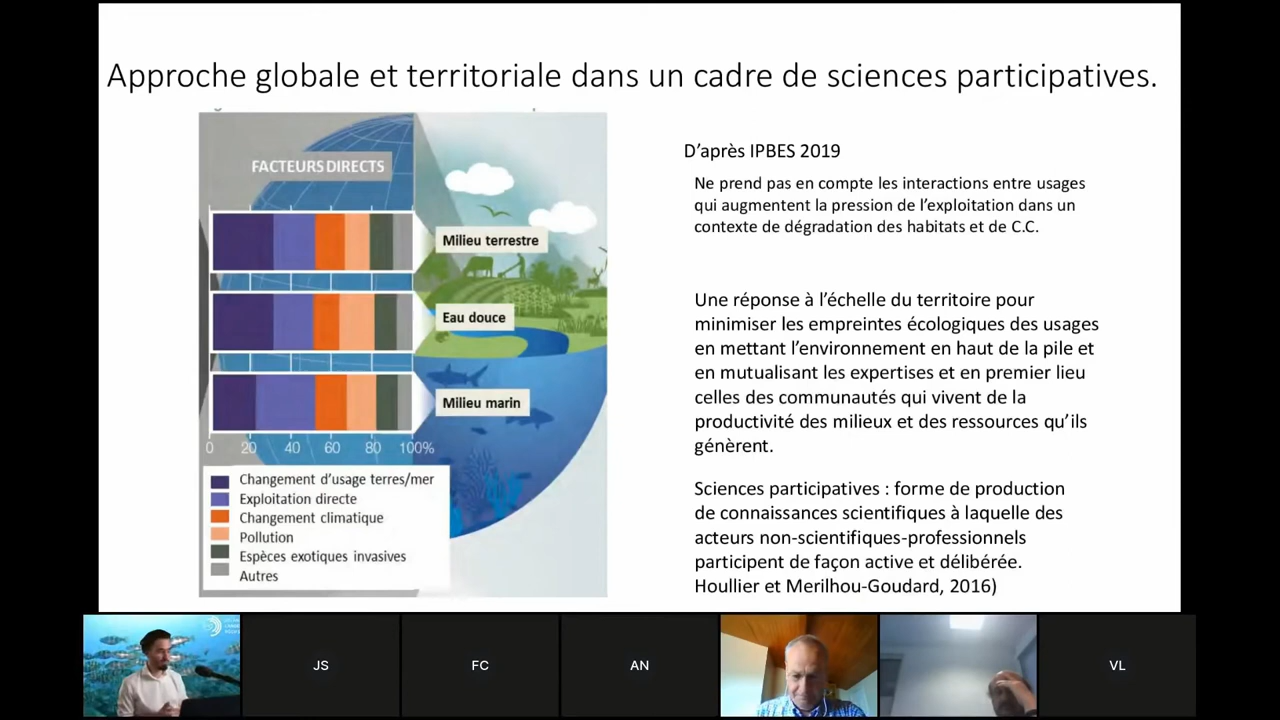 Approche globale et territoriale dans un cadre de sciences participatives.
FACTEURS DIRECTS
Milieu terrestre
Eau douce
Milieu marin
0 20 40 60 80 100%
Changement d'usage terres/mer
Exploitation directe
Changement climatique
Pollution
Espèces exotiques invasives
Autres
D'après IPBES 2019
Ne prend pas en compte les interactions entre usages
qui augmentent la pression de l'exploitation dans un
contexte de dégradation des habitats et de C.C.
Une réponse à l'échelle du territoire pour
minimiser les empreintes écologiques des usages
en mettant l'environnement en haut de la pile et
en mutualisant les expertises et en premier lieu
celles des communautés qui vivent de la
productivité des milieux et des ressources qu'ils
génèrent.
Sciences participatives : forme de production
de connaissances scientifiques à laquelle des
acteurs non-scientifiques-professionnels
participent de façon active et délibérée.
Houllier et Merilhou-Goudard, 2016)
JS
FC
AN
VL